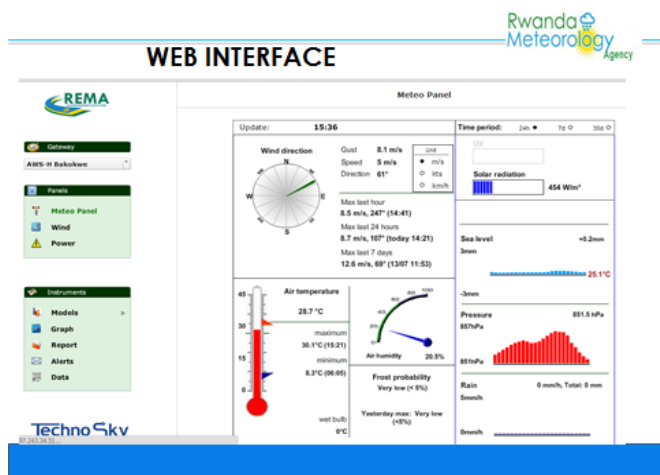 Rwanda
Meteorology
Agency
WEB INTERFACE
REMA
Meteo Panel
Gateway
AWS-H Bakokwe
Panels
Meteo Panel
Wind
Power
Instruments
Models
Graph
Report
Alerts
Data
TechnoSky
Update: 15:36
Time period: 24h 7d 30d
Wind direction
N
E
S
W
Gust 8.1 m/s
Speed 5 m/s
Direction 61°
Unit
m/s
kts
km/h
Max last hour
8.5 m/s, 247° (14:41)
Max last 24 hours
8.7 m/s, 107° (today 14:21)
Max last 7 days
12.6 m/s, 69° (13/07 11:53)
UV
Solar radiation
454 W/m²
Sea level +0.2mm
3mm
25.1°C
-3mm
Pressure 851.5 hPa
857hPa
851hPa
Rain 0 mm/h, Total: 0 mm
5mm/h
0mm/h
45
30
15
0
Air temperature
28.7 °C
maximum
30.1°C (15:21)
minimum
8.3°C (06:05)
wet bulb
0°C
0
20
40
60
80
100
Air humidity 20.5%
Frost probability
Very low (< 5%)
Yesterday max: Very low
(<5%)